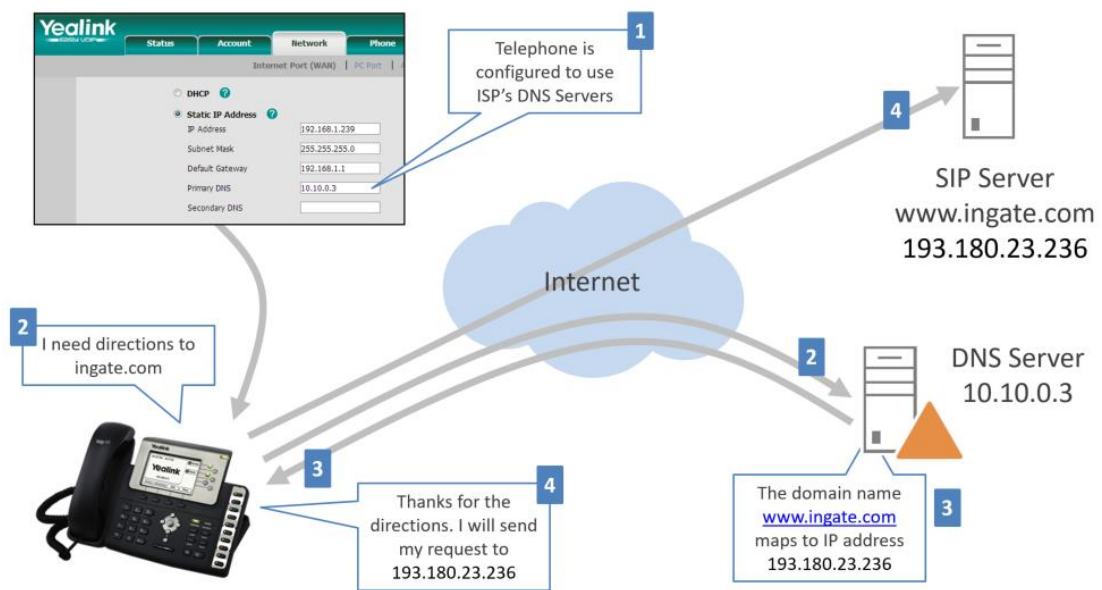 Yealink
EASY VOIP
Status Account Network Phone
Internet Port (WAN) | PC Port |
DHCP ?
Static IP Address ?
IP Address 192.168.1.239
Subnet Mask 255.255.255.0
Default Gateway 192.168.1.1
Primary DNS 10.10.0.3
Secondary DNS
1
Telephone is
configured to use
ISP's DNS Servers
4
SIP Server
www.ingate.com
193.180.23.236
Internet
2
I need directions to
ingate.com
2
DNS Server
10.10.0.3
Yealink
3
4
Thanks for the
directions. I will send
my request to
193.180.23.236
The domain name
www.ingate.com
maps to IP address
193.180.23.236
3